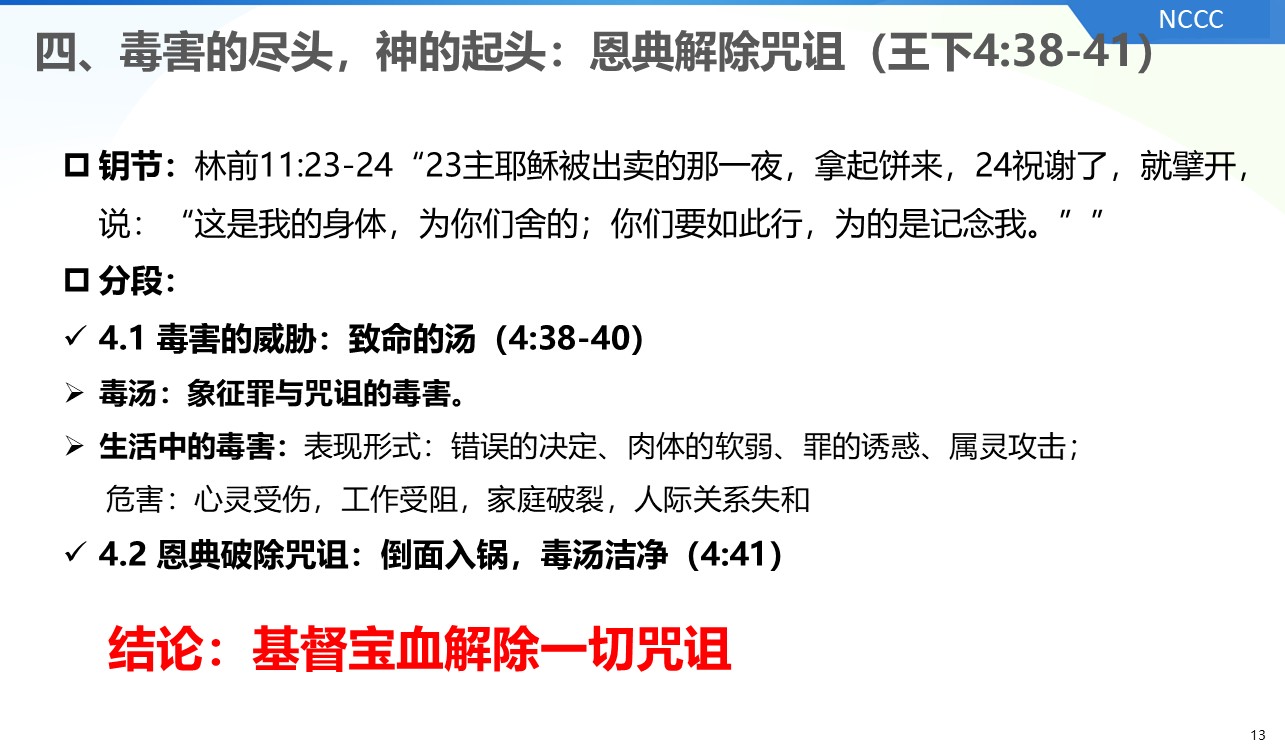 NCCC
四、毒害的尽头，神的起头：恩典解除咒诅（王下4:38-41）
钥节：林前11:23-24“23主耶稣被出卖的那一夜，拿起饼来，24祝谢了，就擘开，
说：“这是我的身体，为你们舍的；你们要如此行，为的是记念我。””
分段：
✓ 4.1 毒害的威胁：致命的汤（4:38-40）
➢ 毒汤：象征罪与咒诅的毒害。
➢ 生活中的毒害：表现形式：错误的决定、肉体的软弱、罪的诱惑、属灵攻击；
危害：心灵受伤，工作受阻，家庭破裂，人际关系失和
✓ 4.2 恩典破除咒诅：倒面入锅，毒汤洁净（4:41）
结论：基督宝血解除一切咒诅
13